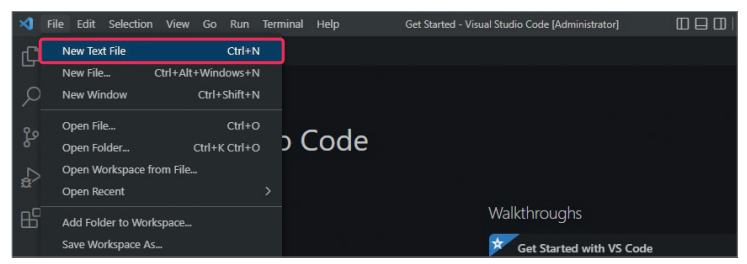 File Edit Selection View Go Run Terminal Help Get Started - Visual Studio Code [Administrator]
New Text File Ctrl+N
New File... Ctrl+Alt+Windows+N
New Window Ctrl+Shift+N
Open File... Ctrl+O
Open Folder... Ctrl+K Ctrl+O
Code
Open Workspace from File...
Open Recent
Walkthroughs
Add Folder to Workspace...
Save Workspace As...
Get Started with VS Code